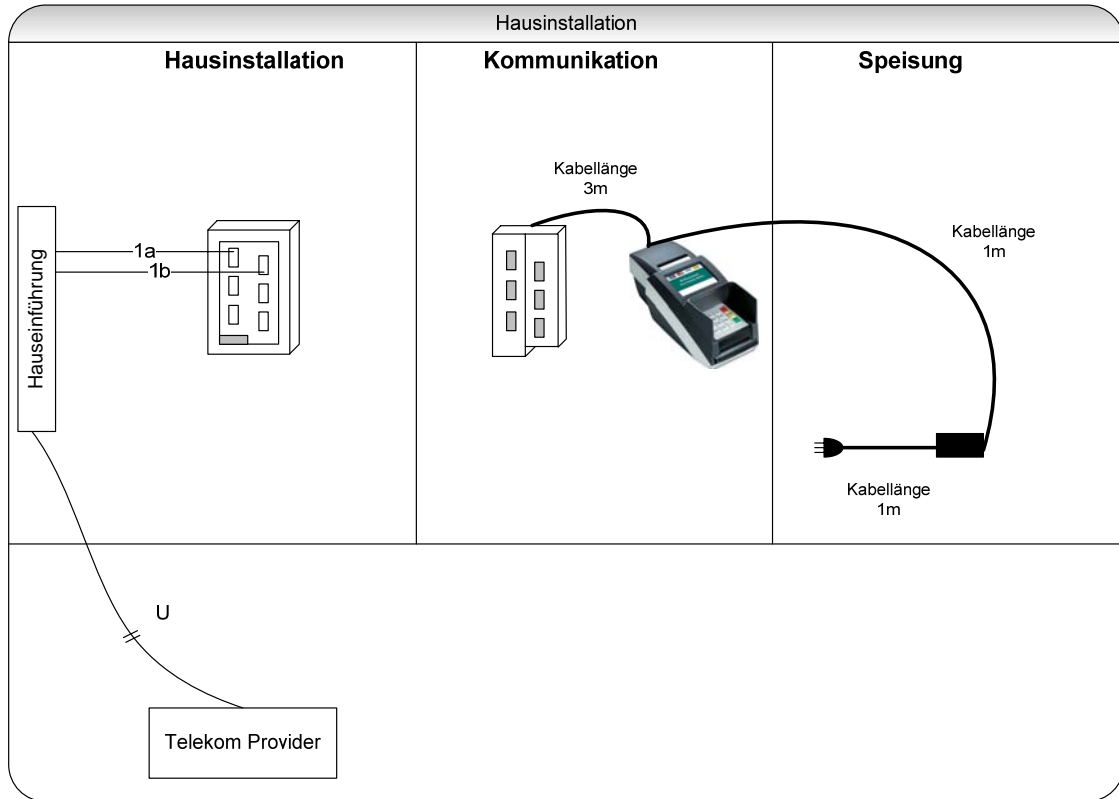 Hausinstallation
Hausinstallation
Kommunikation
Speisung
Kabellänge
3m
Kabellänge
1m
Hauseinführung
1a
1b
Kabellänge
1m
U
Telekom Provider